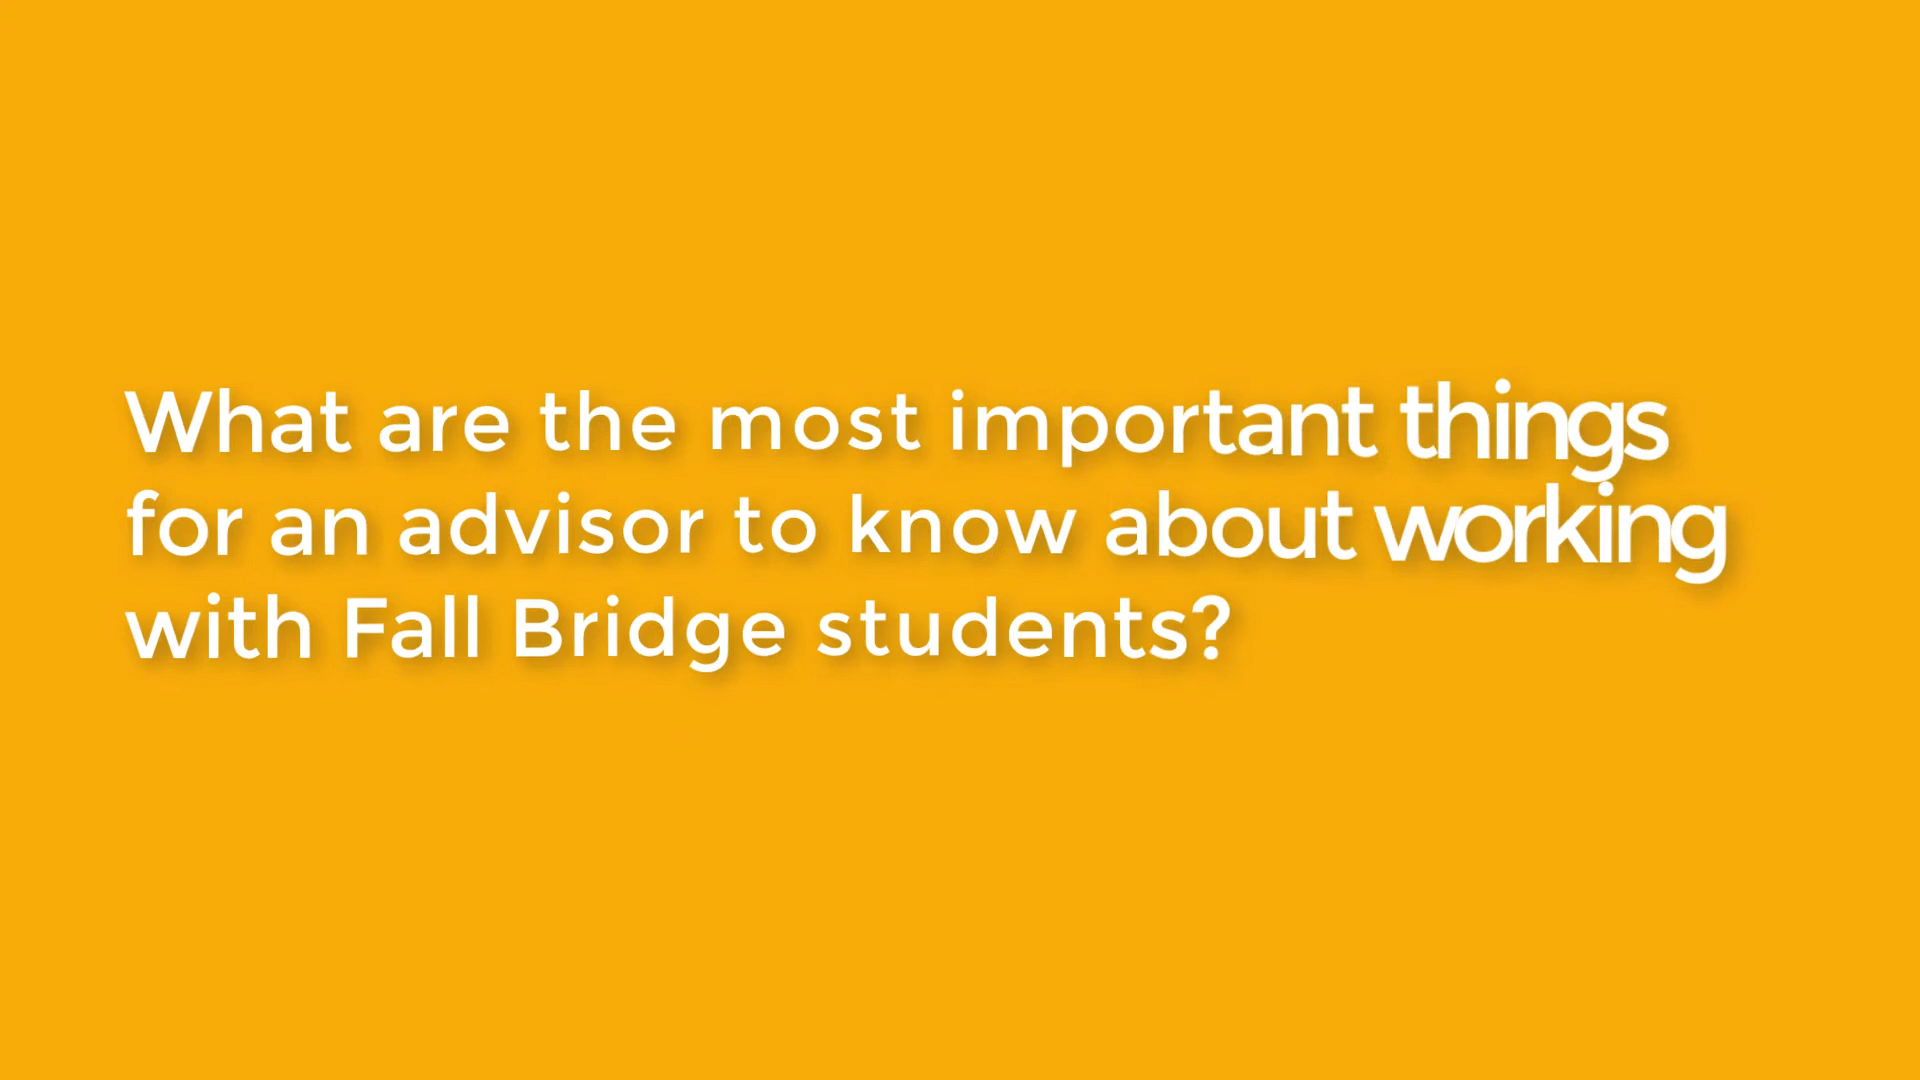 What are the most important things
for an advisor to know about working
with Fall Bridge students?